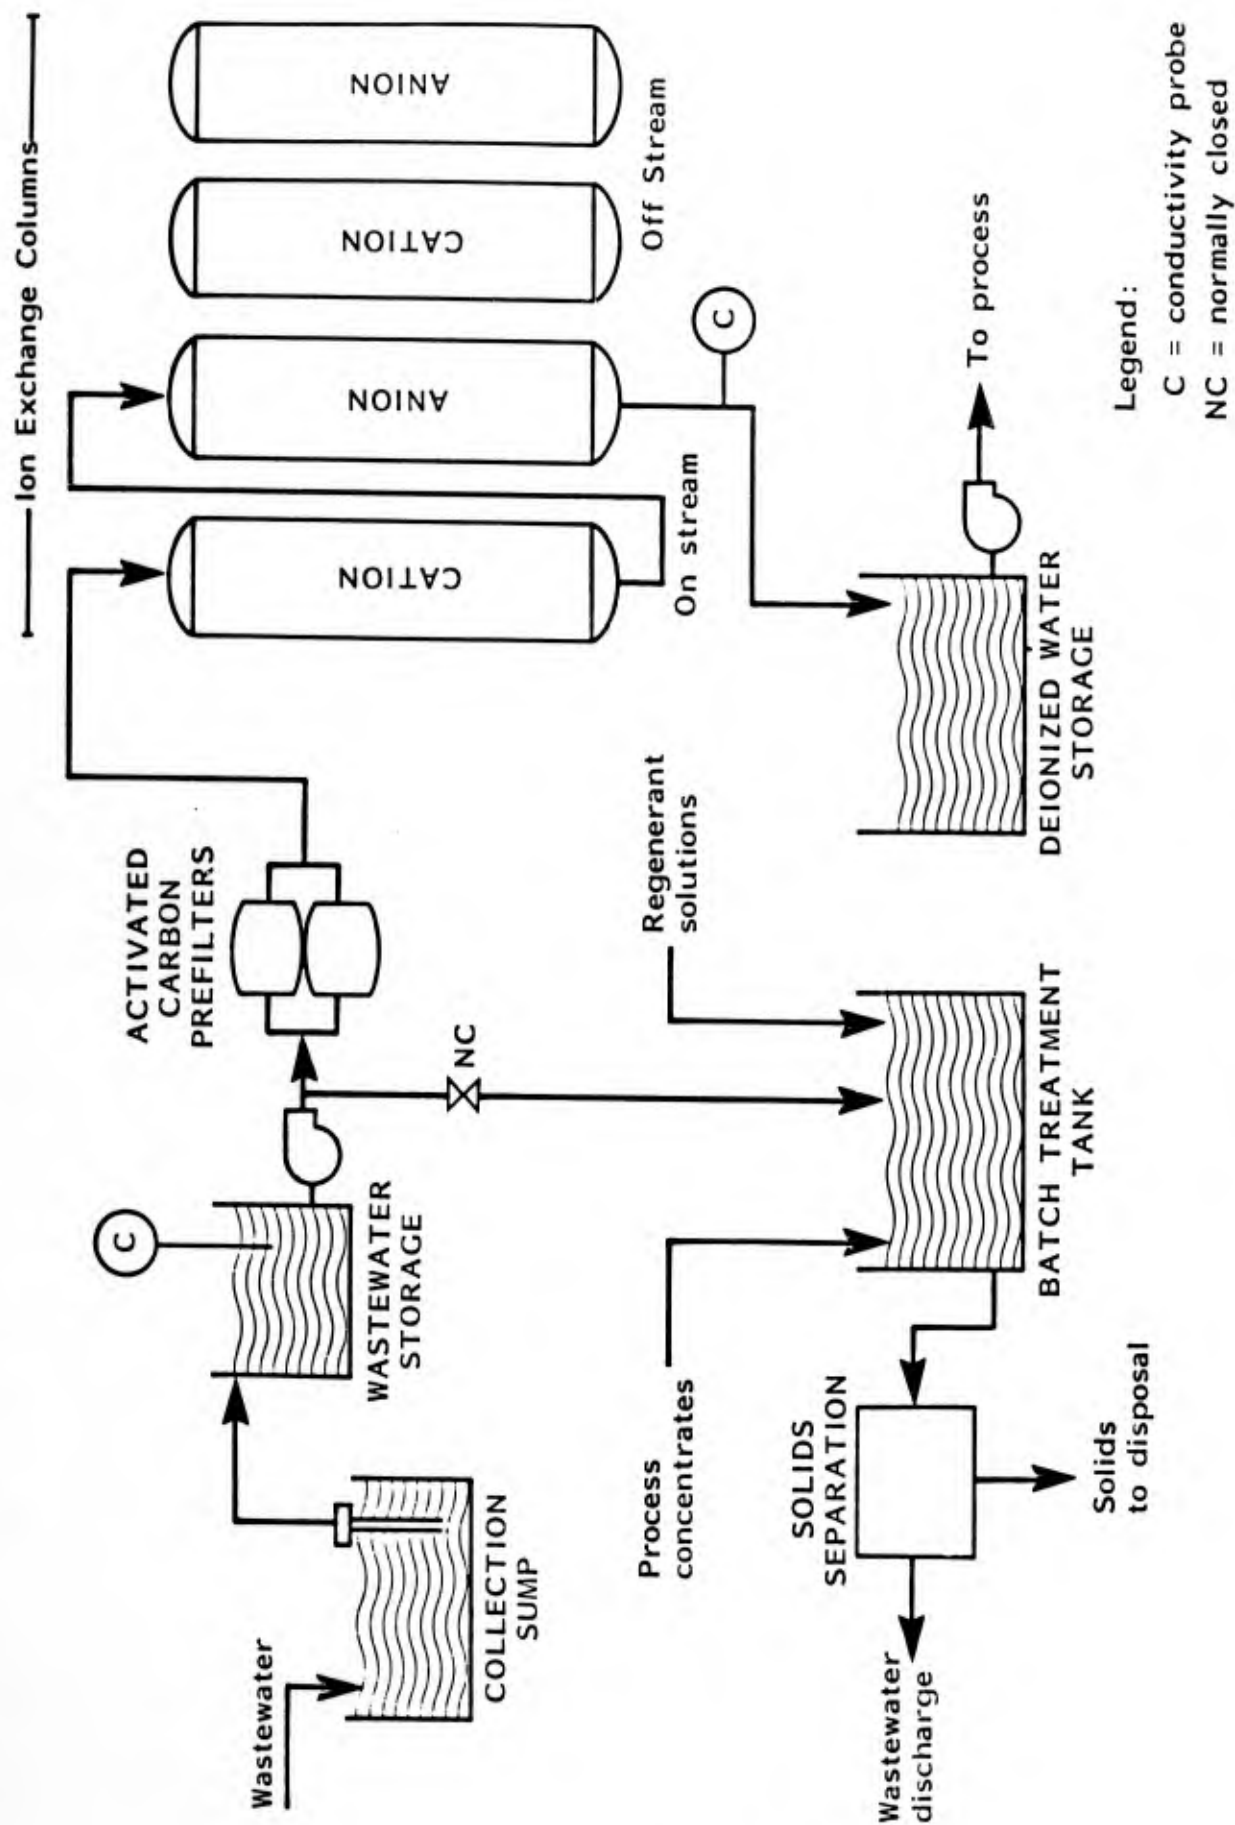 Ion Exchange Columns
ACTIVATED
CARBON
PREFILTERS
C
WASTEWATER
STORAGE
Wastewater
COLLECTION
SUMP
NC
CATION
ANION
CATION
ANION
On stream
Off Stream
C
Process
concentrates
Regenerant
solutions
BATCH TREATMENT
TANK
SOLIDS
SEPARATION
Wastewater
discharge
Solids
to disposal
DEIONIZED WATER
STORAGE
To process
Legend:
C = conductivity probe
NC = normally closed